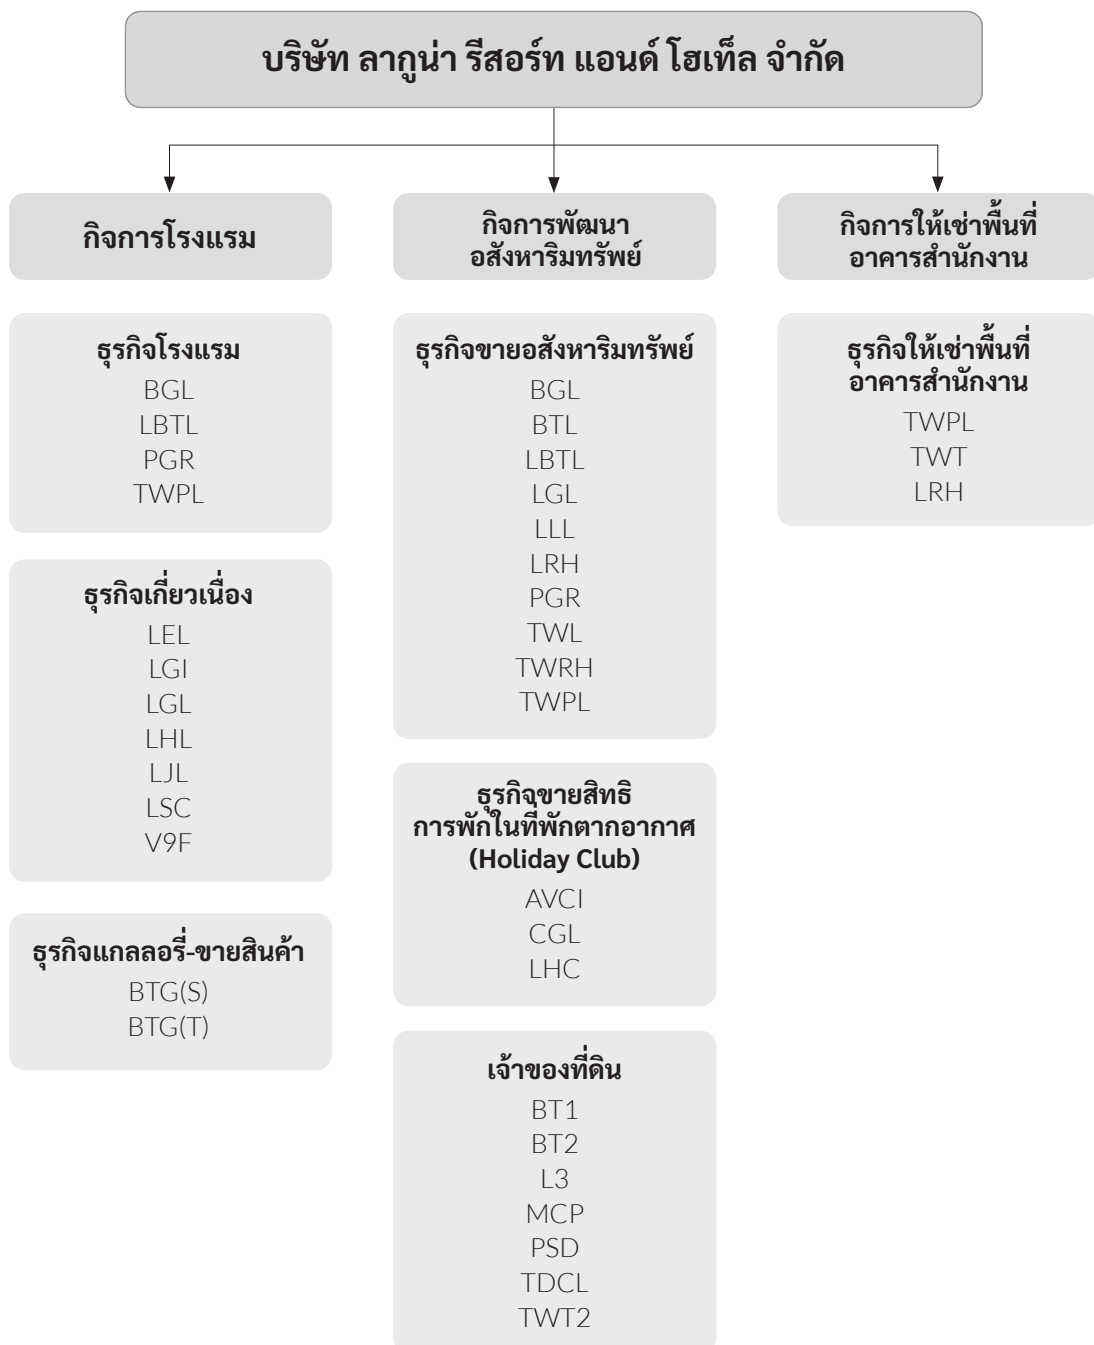 บริษัท ลากูน่า รีสอร์ท แอนด์ โฮเท็ล จำกัด
กิจการโรงแรม
ธุรกิจโรงแรม
BGL
LBTL
PGR
TWPL
ธุรกิจเกี่ยวเนื่อง
LEL
LGI
LGL
LHL
LJL
LSC
V9F
ธุรกิจแกลลอรี่-ขายสินค้า
BTG(S)
BTG(T)
กิจการพัฒนา
อสังหาริมทรัพย์
ธุรกิจขายอสังหาริมทรัพย์
BGL
BTL
LBTL
LGL
LLL
LRH
PGR
TWL
TWRH
TWPL
ธุรกิจขายสิทธิ
การพักในที่พักตากอากาศ
(Holiday Club)
AVCI
CGL
LHC
เจ้าของที่ดิน
BT1
BT2
L3
MCP
PSD
TDCL
TWT2
กิจการให้เช่าพื้นที่
อาคารสำนักงาน
ธุรกิจให้เช่าพื้นที่
อาคารสำนักงาน
TWPL
TWT
LRH